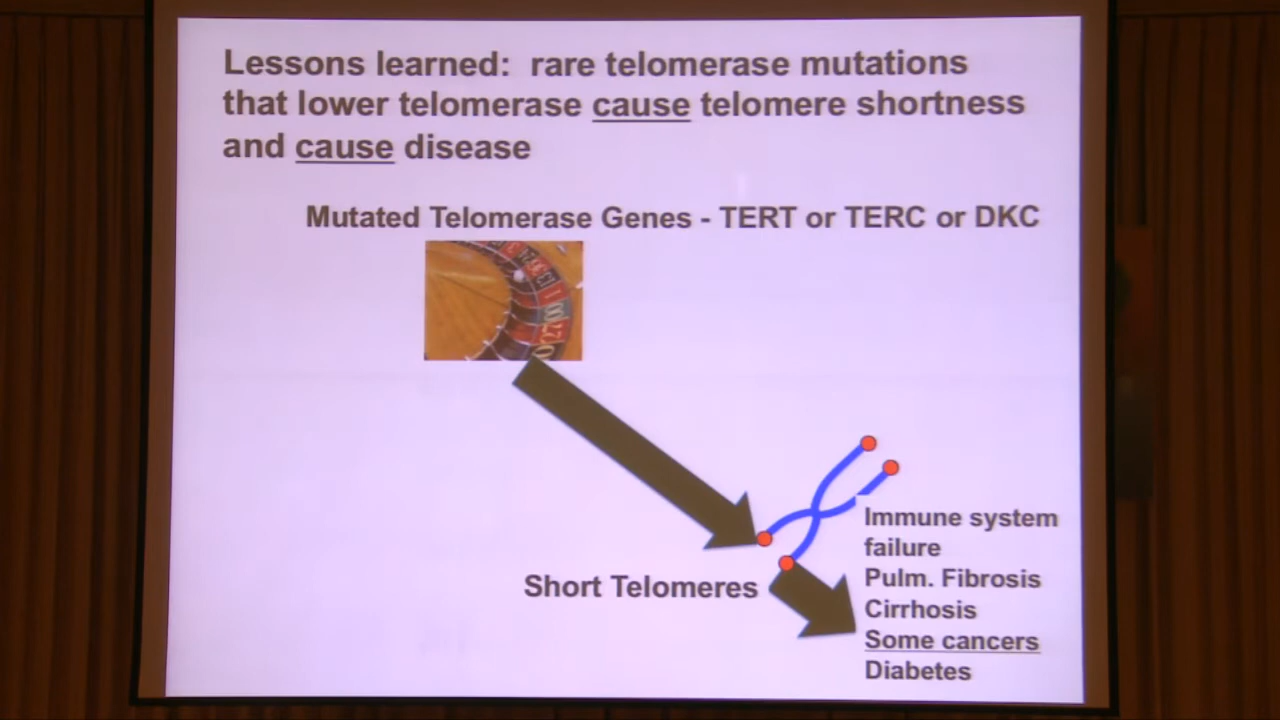 Lessons learned: rare telomerase mutations
that lower telomerase cause telomere shortness
and cause disease
Mutated Telomerase Genes - TERT or TERC or DKC
Short Telomeres
Immune system
failure
Pulm. Fibrosis
Cirrhosis
Some cancers
Diabetes